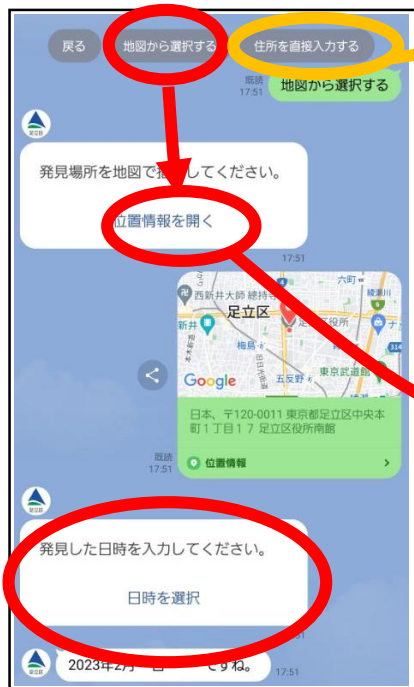 戻る
地図から選択する
住所を直接入力する
既読
17:51
地図から選択する
足立区
発見場所を地図で してください。
位置情報を開く
17:51
六町
綾瀬川
西新井大師 總持寺
足立区
足立区役所
新井
梅島
314
東京武道館
五反野
Google
日本、〒120-0011 東京都足立区中央本
町1丁目17 足立区役所南館
既読
17:51
位置情報
足立区
発見した日時を入力してください。
日時を選択
足立区
2023年2月 日 ですね。
17:51